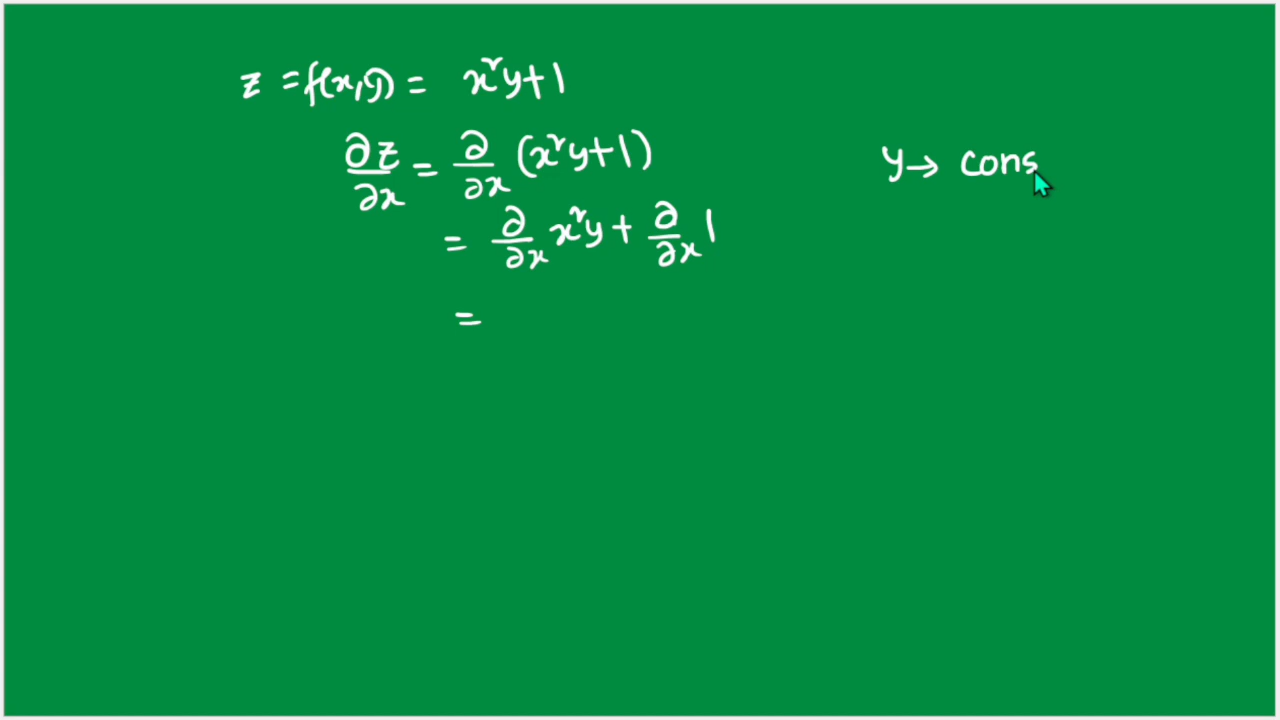 z = f(x,y) = x²y+1
∂z/∂x = ∂/∂x (x²y+1)
y → cons
= ∂/∂x x²y + ∂/∂x 1
=